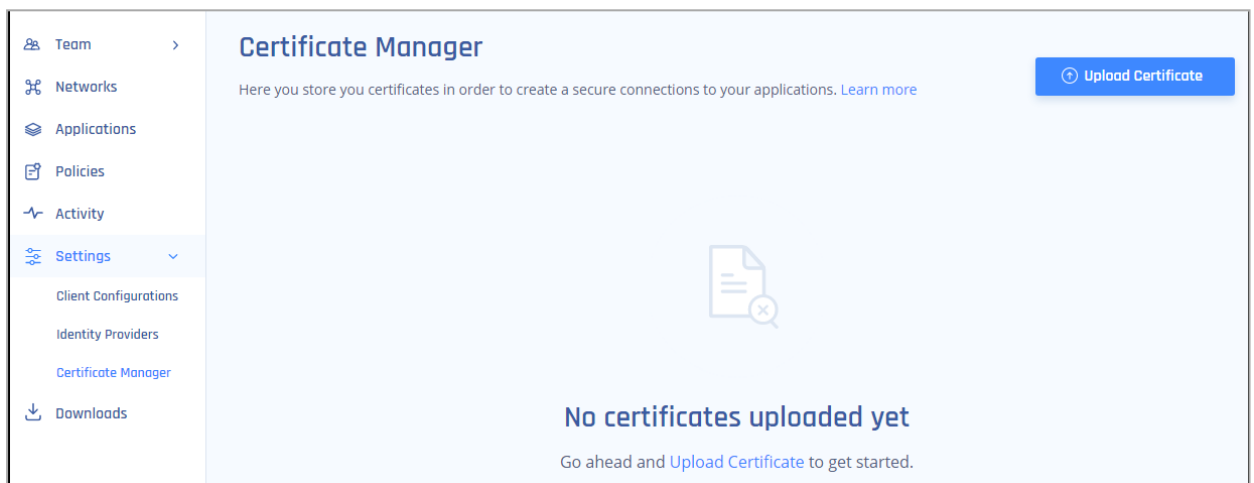 Team
Networks
Applications
Policies
Activity
Settings
Client Configurations
Identity Providers
Certificate Manager
Downloads
Certificate Manager
Here you store you certificates in order to create a secure connections to your applications. Learn more
Upload Certificate
No certificates uploaded yet
Go ahead and Upload Certificate to get started.